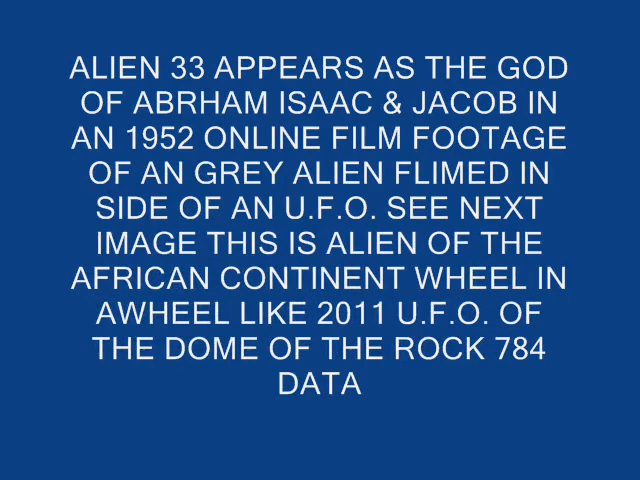 ALIEN 33 APPEARS AS THE GOD
OF ABRHAM ISAAC & JACOB IN
AN 1952 ONLINE FILM FOOTAGE
OF AN GREY ALIEN FLIMED IN
SIDE OF AN U.F.O. SEE NEXT
IMAGE THIS IS ALIEN OF THE
AFRICAN CONTINENT WHEEL IN
AWHEEL LIKE 2011 U.F.O. OF
THE DOME OF THE ROCK 784
DATA